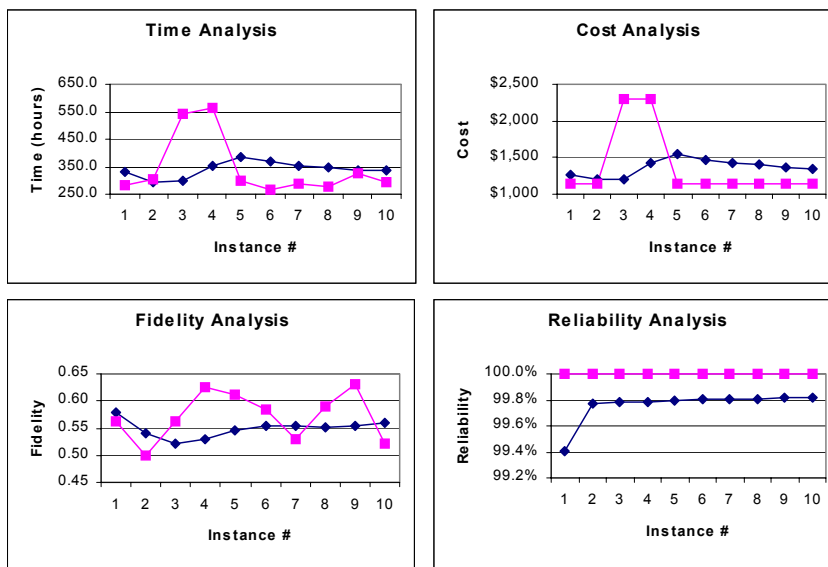 Time Analysis
Time (hours)
650.0
550.0
450.0
350.0
250.0
1 2 3 4 5 6 7 8 9 10
Instance #
Cost Analysis
Cost
$2,500
$2,000
$1,500
$1,000
1 2 3 4 5 6 7 8 9 10
Instance #
Fidelity Analysis
Fidelity
0.65
0.60
0.55
0.50
0.45
1 2 3 4 5 6 7 8 9 10
Instance #
Reliability Analysis
Reliability
100.0%
99.8%
99.6%
99.4%
99.2%
1 2 3 4 5 6 7 8 9 10
Instance #